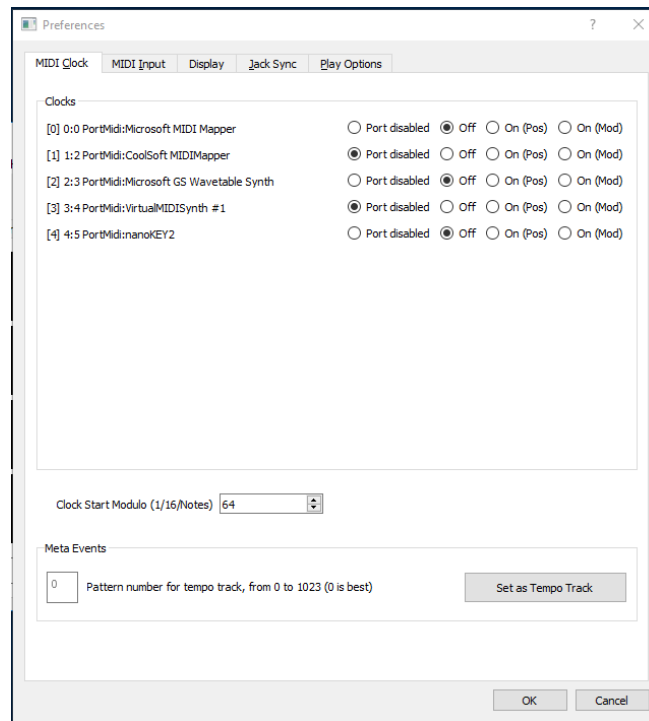 Preferences ?
MIDI Clock MIDI Input Display Jack Sync Play Options
Clocks
[0] 0:0 PortMidi:Microsoft MIDI Mapper Port disabled Off On (Pos) On (Mod)
[1] 1:2 PortMidi:CoolSoft MIDIMapper Port disabled Off On (Pos) On (Mod)
[2] 2:3 PortMidi:Microsoft GS Wavetable Synth Port disabled Off On (Pos) On (Mod)
[3] 3:4 PortMidi:VirtualMIDISynth #1 Port disabled Off On (Pos) On (Mod)
[4] 4:5 PortMidi:nanoKEY2 Port disabled Off On (Pos) On (Mod)
Clock Start Modulo (1/16/Notes) 64
Meta Events
0 Pattern number for tempo track, from 0 to 1023 (0 is best) Set as Tempo Track
OK Cancel